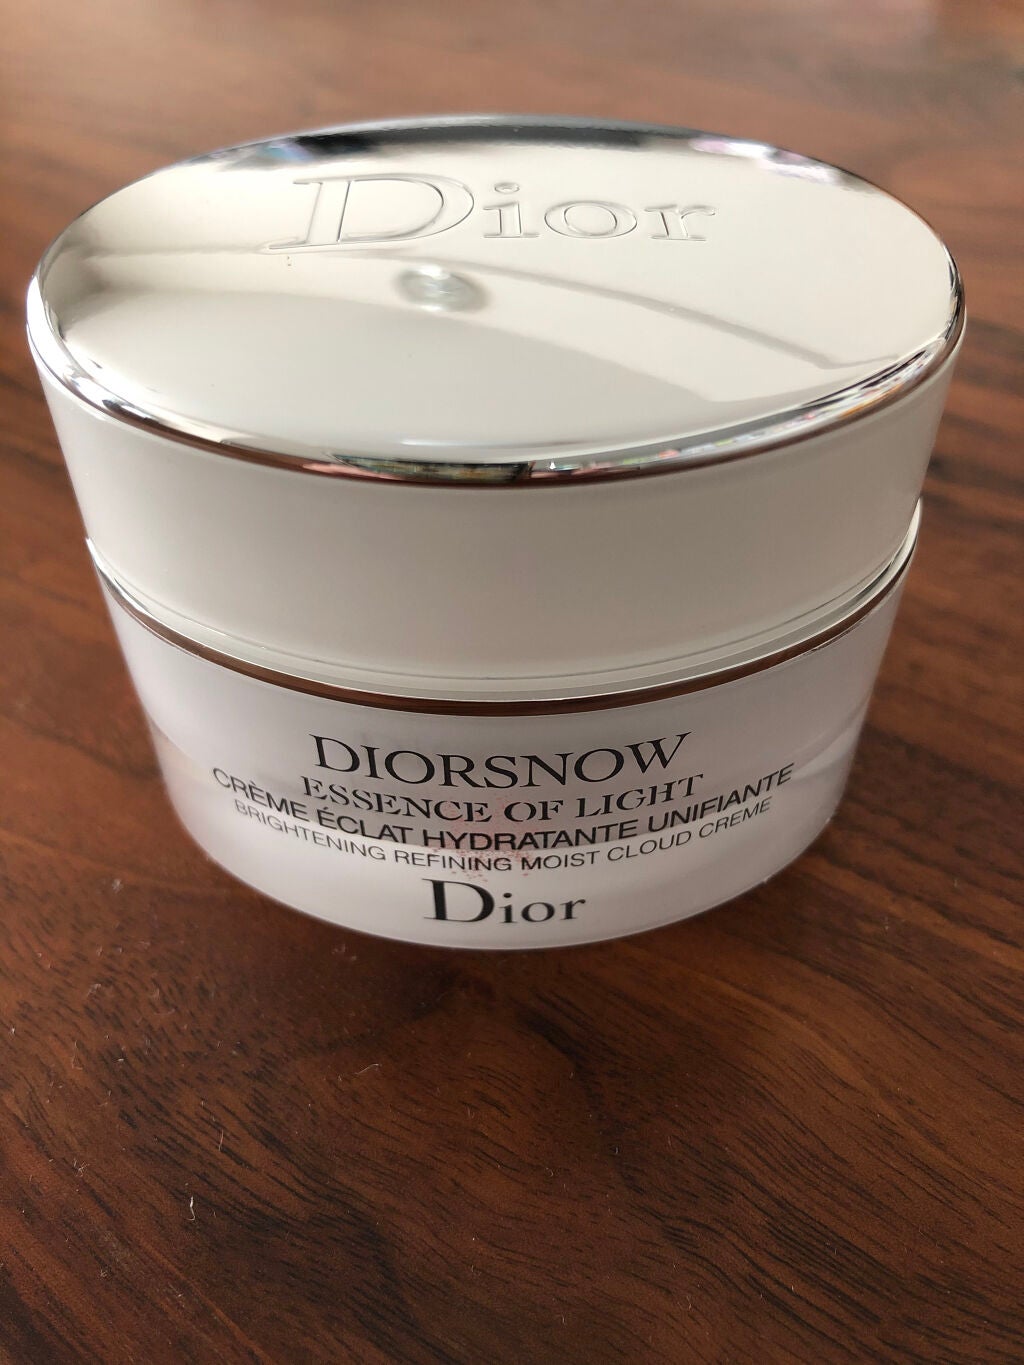 Dior
DIORSNOW
ESSENCE OF LIGHT
CRÈME ÉCLAT HYDRATANTE UNIFIANTE
BRIGHTENING REFINING MOIST CLOUD CREME
Dior